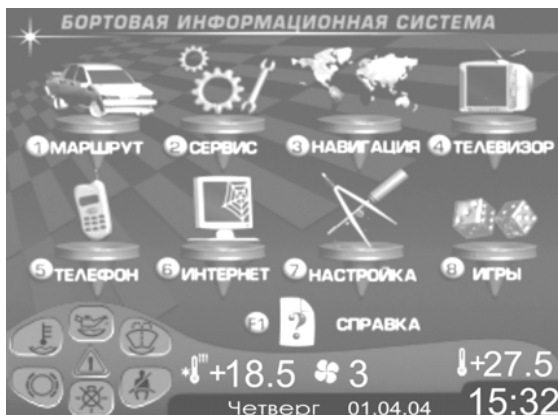 БОРТОВАЯ ИНФОРМАЦИОННАЯ СИСТЕМА
1 МАРШРУТ 2 СЕРВИС 3 НАВИГАЦИЯ 4 ТЕЛЕВИЗОР
5 ТЕЛЕФОН 6 ИНТЕРНЕТ 7 НАСТРОЙКА 8 ИГРЫ
F1 ? СПРАВКА
+18.5 3 +27.5
Четверг 01.04.04 15:32